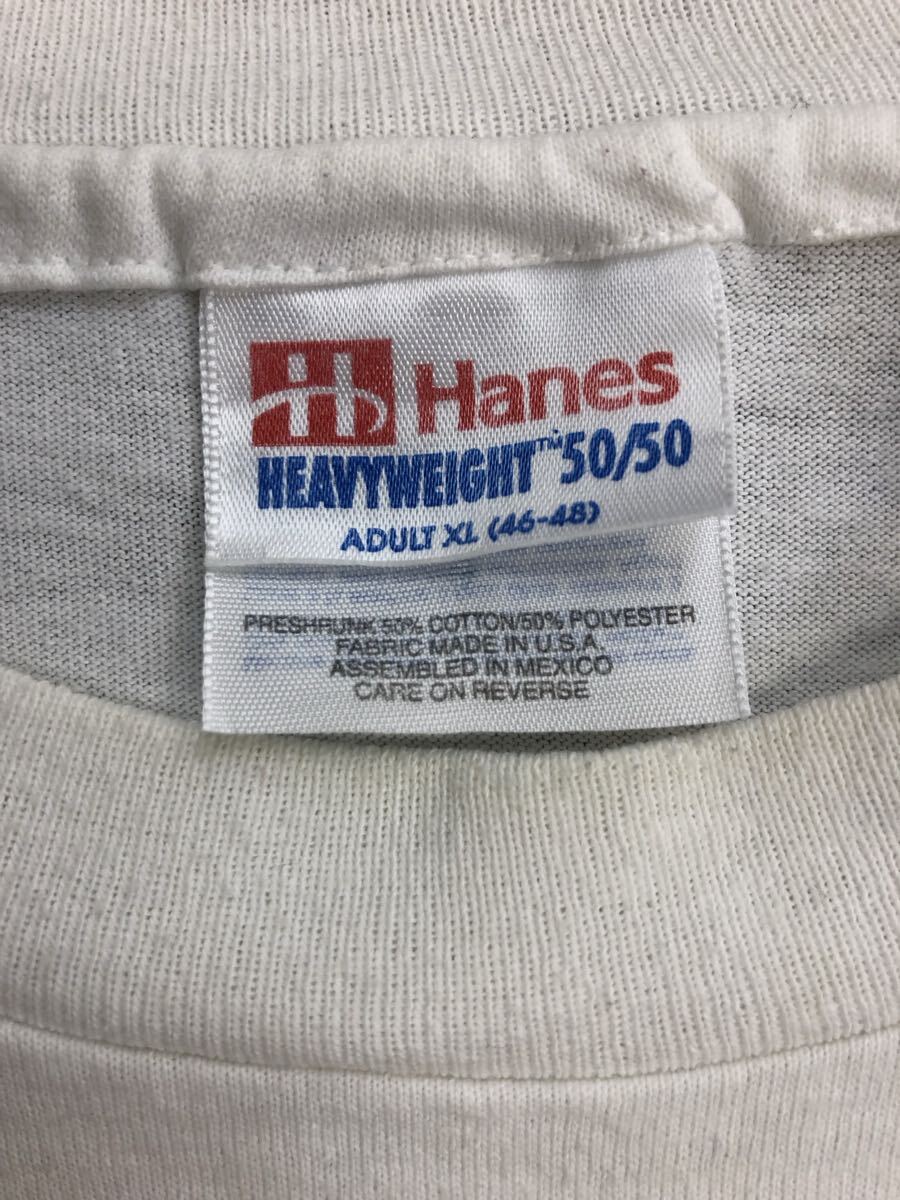 H Hanes
HEAVYWEIGHT™ 50/50
ADULT XL (46-48)
PRESHRUNK 50% COTTON/50% POLYESTER
FABRIC MADE IN U.S.A.
ASSEMBLED IN MEXICO
CARE ON REVERSE